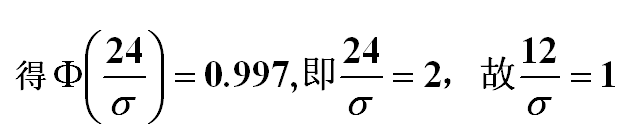 得 Φ(24/σ) = 0.997, 即 24/σ = 2, 故 12/σ = 1